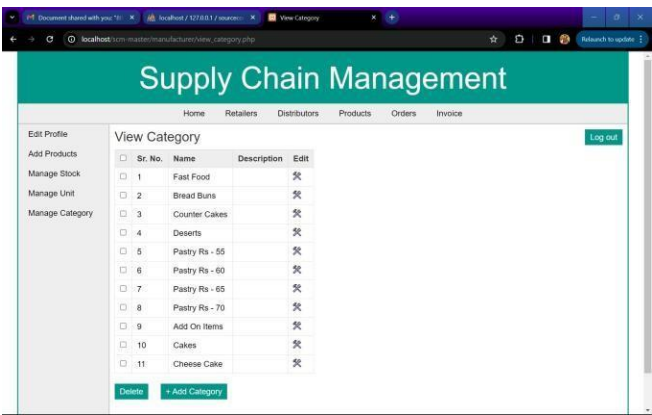 Document shared with you: "
localhost / 127.0.0.1 /
View Category
localhost/scm-master/manufacturer/view_category.php
Relaunch to update
Supply Chain Management
Home Retailers Distributors Products Orders Invoice
Edit Profile
Add Products
Manage Stock
Manage Unit
Manage Category
View Category
Log out
Sr. No. Name Description Edit
1 Fast Food
2 Bread Buns
3 Counter Cakes
4 Deserts
5 Pastry Rs - 55
6 Pastry Rs - 60
7 Pastry Rs - 65
8 Pastry Rs - 70
9 Add On Items
10 Cakes
11 Cheese Cake
Delete + Add Category